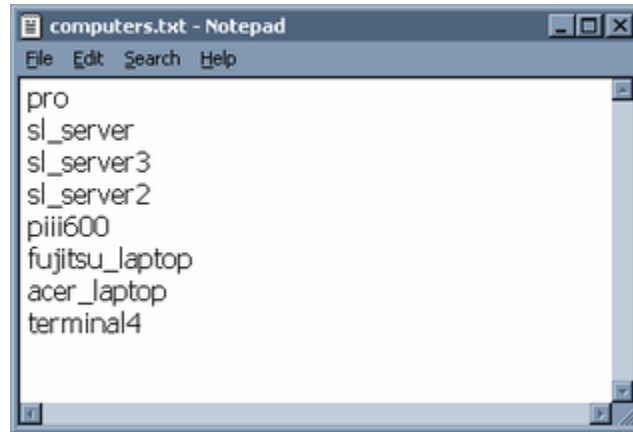 computers.txt - Notepad
File Edit Search Help
pro
sl_server
sl_server3
sl_server2
piii600
fujitsu_laptop
acer_laptop
terminal4